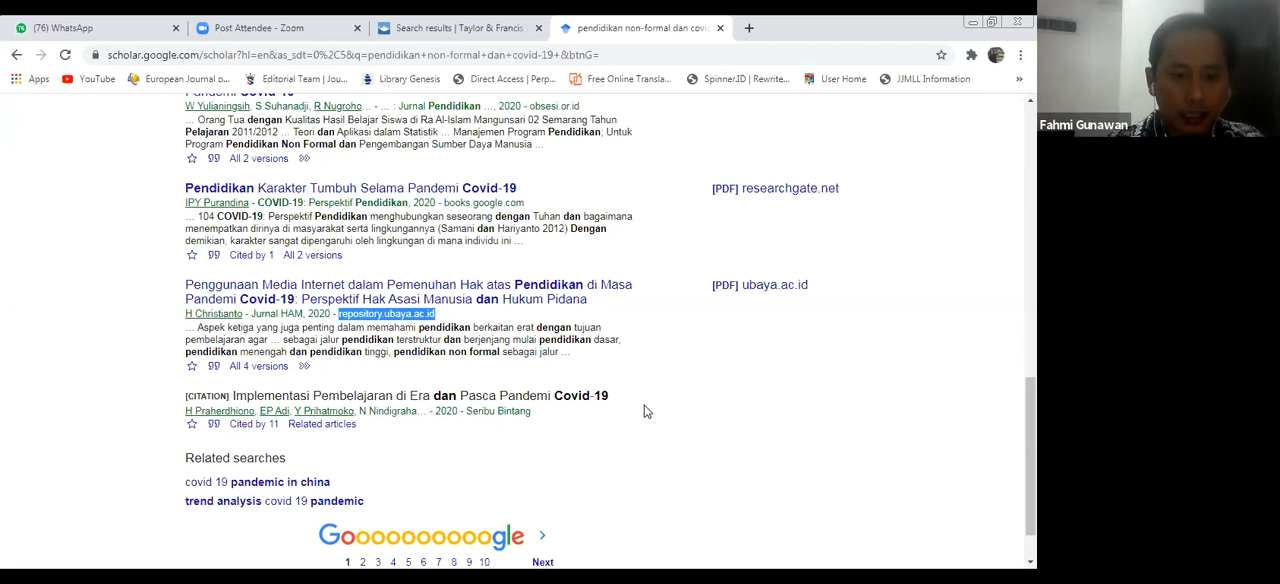 (76) WhatsApp
Post Attendee - Zoom
Search results | Taylor & Francis
pendidikan non-formal dan covid
scholar.google.com/scholar?hl=en&as_sdt=0%2C5&q=pendidikan+non-formal+dan+covid-19+&btnG=
Apps
YouTube
European Journal o...
Editorial Team | Jou...
Library Genesis
Direct Access | Perp...
Free Online Transla...
Spinner.ID | Rewrite...
User Home
JJMLL Information
»
Pandemi Covid-19
W Yulianingsih, S Suhanadji, R Nugroho... - ... : Jurnal Pendidikan ..., 2020 - obsesi.or.id
... Orang Tua dengan Kualitas Hasil Belajar Siswa di Ra Al-Islam Mangunsari 02 Semarang Tahun
Pelajaran 2011/2012 ... Teori dan Aplikasi dalam Statistik ... Manajemen Program Pendidikan; Untuk
Program Pendidikan Non Formal dan Pengembangan Sumber Daya Manusia ...
All 2 versions
Pendidikan Karakter Tumbuh Selama Pandemi Covid-19
[PDF] researchgate.net
IPY Purandina - COVID-19: Perspektif Pendidikan, 2020 - books.google.com
... 104 COVID-19: Perspektif Pendidikan menghubungkan seseorang dengan Tuhan dan bagaimana
menempatkan dirinya di masyarakat serta lingkungannya (Samani dan Hariyanto 2012) Dengan
demikian, karakter sangat dipengaruhi oleh lingkungan di mana individu ini ...
Cited by 1 All 2 versions
Penggunaan Media Internet dalam Pemenuhan Hak atas Pendidikan di Masa
Pandemi Covid-19: Perspektif Hak Asasi Manusia dan Hukum Pidana
[PDF] ubaya.ac.id
H Christianto - Jurnal HAM, 2020 - repository.ubaya.ac.id
... Aspek ketiga yang juga penting dalam memahami pendidikan berkaitan erat dengan tujuan
pembelajaran agar ... sebagai jalur pendidikan terstruktur dan berjenjang mulai pendidikan dasar,
pendidikan menengah dan pendidikan tinggi, pendidikan non formal sebagai jalur ...
All 4 versions
[CITATION] Implementasi Pembelajaran di Era dan Pasca Pandemi Covid-19
H Praherdhiono, EP Adi, Y Prihatmoko, N Nindigraha... - 2020 - Seribu Bintang
Cited by 11 Related articles
Related searches
covid 19 pandemic in china
trend analysis covid 19 pandemic
Goooooooooogle
1 2 3 4 5 6 7 8 9 10 Next
Fahmi Gunawan